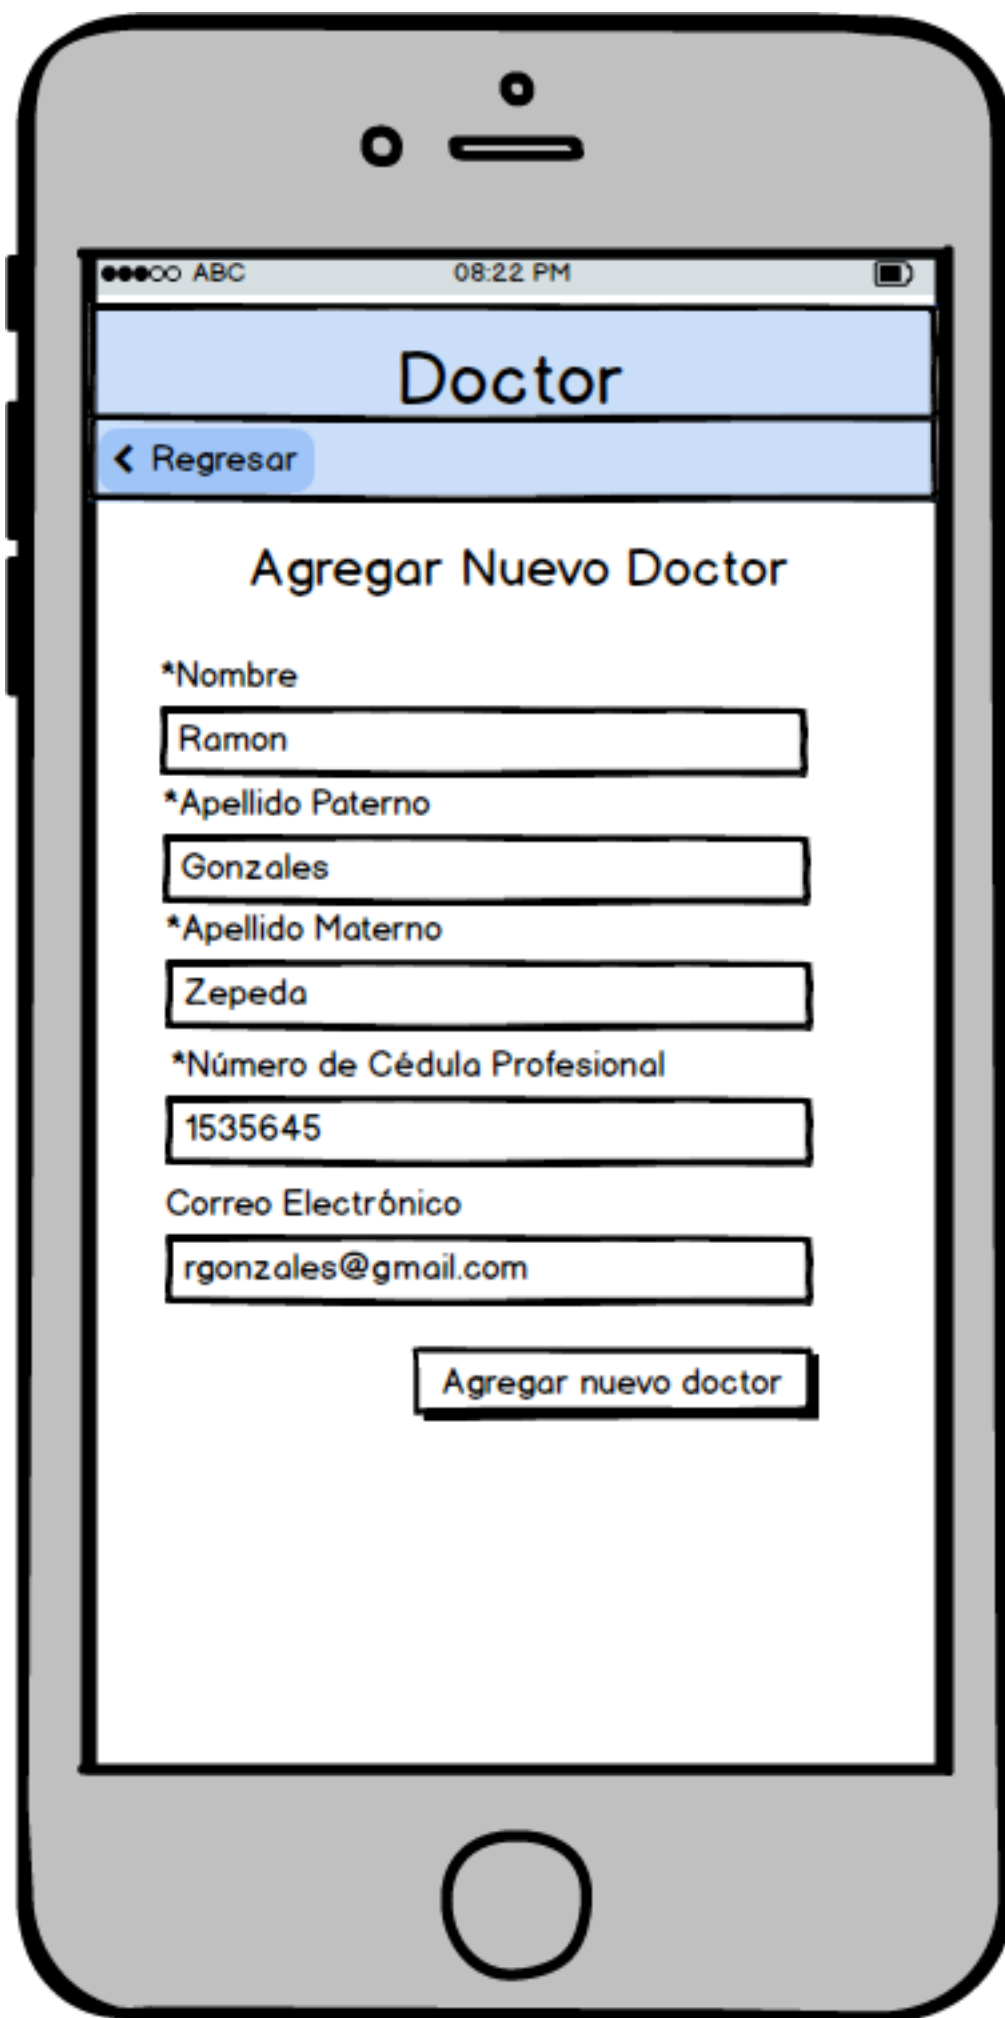 ABC 08:22 PM
Doctor
Regresar
Agregar Nuevo Doctor
*Nombre
Ramon
*Apellido Paterno
Gonzales
*Apellido Materno
Zepeda
*Número de Cédula Profesional
1535645
Correo Electrónico
rgonzales@gmail.com
Agregar nuevo doctor